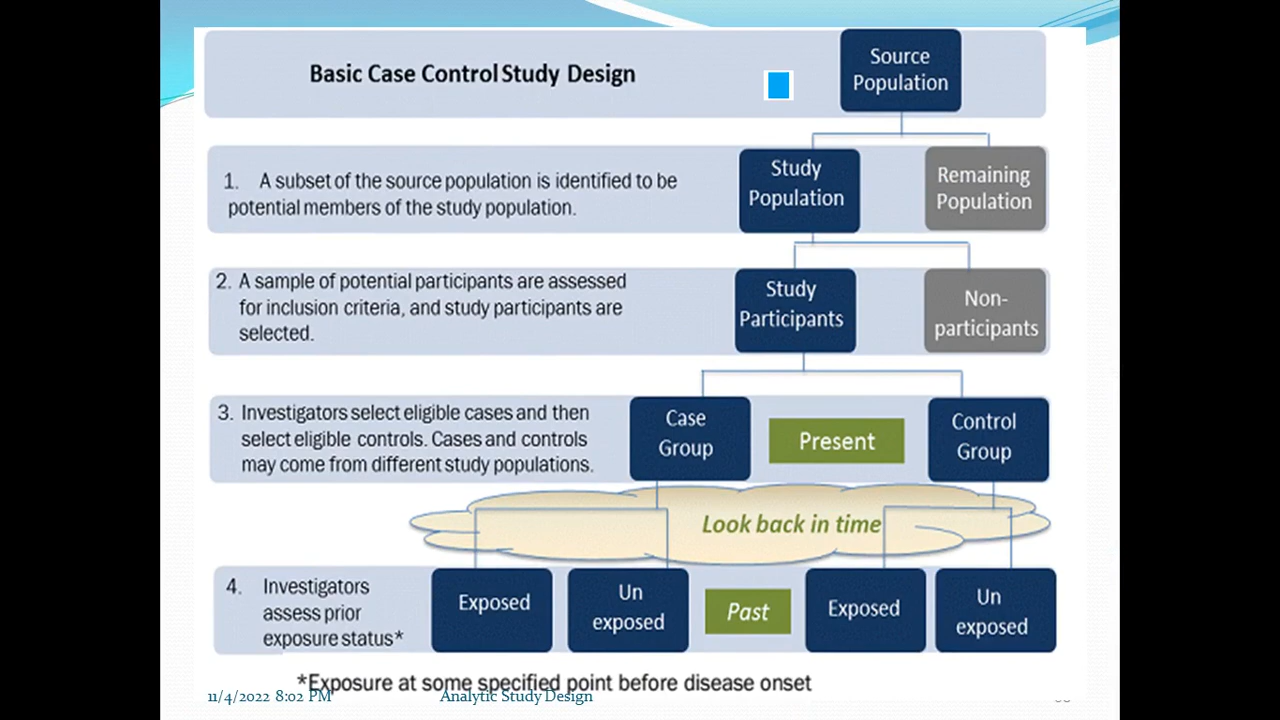 Basic Case Control Study Design
Source
Population
1. A subset of the source population is identified to be
potential members of the study population.
Study
Population
Remaining
Population
2. A sample of potential participants are assessed
for inclusion criteria, and study participants are
selected.
Study
Participants
Non-
participants
3. Investigators select eligible cases and then
select eligible controls. Cases and controls
may come from different study populations.
Case
Group
Present
Control
Group
Look back in time
4. Investigators
assess prior
exposure status*
Exposed
Un
exposed
Past
Exposed
Un
exposed
*Exposure at some specified point before disease onset
11/4/2022 8:02 PM
Analytic Study Design